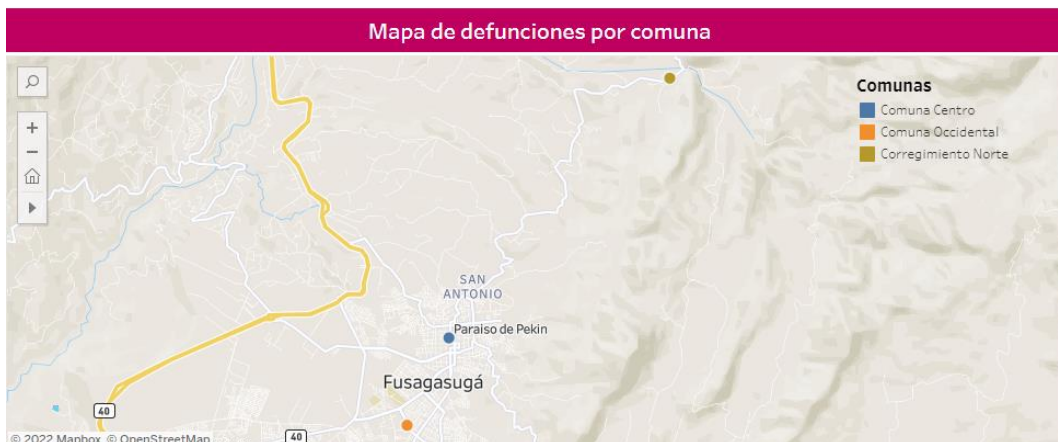 Mapa de defunciones por comuna
Comunas
Comuna Centro
Comuna Occidental
Corregimiento Norte
SAN
ANTONIO
Paraiso de Pekin
Fusagasugá
40
40
© 2022 Mapbox © OpenStreetMap